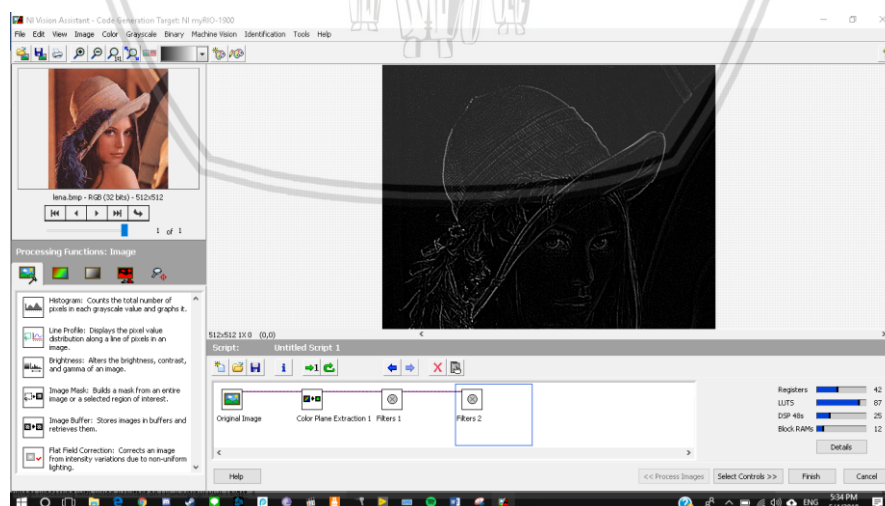 NI Vision Assistant - Code Generation Target: NI myRIO-1900
File Edit View Image Color Grayscale Binary Machine Vision Identification Tools Help
lena.bmp - RGB (32 bits) - 512x512
1 of 1
Processing Functions: Image
Histogram: Counts the total number of
pixels in each grayscale value and graphs it.
Line Profile: Displays the pixel value
distribution along a line of pixels in an
image.
Brightness: Alters the brightness, contrast,
and gamma of an image.
Image Mask: Builds a mask from an entire
image or a selected region of interest.
Image Buffer: Stores images in buffers and
retrieves them.
Flat Field Correction: Corrects an image
from intensity variations due to non-uniform
lighting.
512x512 1X 0 (0,0)
Script: Untitled Script 1
Original Image Color Plane Extraction 1 Filters 1 Filters 2
Registers 42
LUTS 87
DSP 48s 25
Block RAMs 12
Details
Help << Process Images Select Controls >> Finish Cancel
ENG 5:34 PM